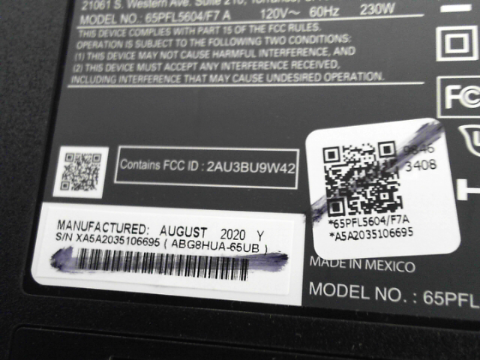 21061 S. Western Ave. Suite 210, Torrance,
MODEL NO.: 65PFL5604/F7 A 120V~ 60Hz 230W
THIS DEVICE COMPLIES WITH PART 15 OF THE FCC RULES.
OPERATION IS SUBJECT TO THE FOLLOWING TWO CONDITIONS:
(1) THIS DEVICE MAY NOT CAUSE HARMFUL INTERFERENCE, AND
(2) THIS DEVICE MUST ACCEPT ANY INTERFERENCE RECEIVED,
INCLUDING INTERFERENCE THAT MAY CAUSE UNDESIRED OPERATION.
FC
Contains FCC ID : 2AU3BU9W42
3408
*65PFL5604/F7A
*A5A2035106695
MANUFACTURED: AUGUST 2020 Y
S/N XA5A2035106695 ( ABG8HUA-65UB )
MADE IN MEXICO
MODEL NO. : 65PFL